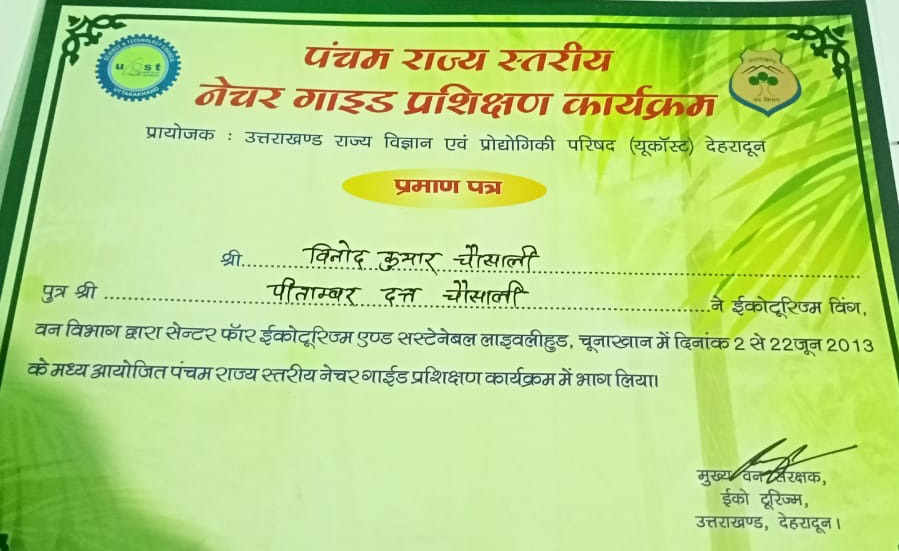 पंचम राज्य स्तरीय
नेचर गाइड प्रशिक्षण कार्यक्रम
प्रायोजक : उत्तराखण्ड राज्य विज्ञान एवं प्रोद्योगिकी परिषद (यूकॉस्ट) देहरादून
प्रमाण पत्र
श्री....विनोद कुमार चौसाली....
पुत्र श्री ....पीताम्बर दत्त चौसाली....ने ईकोटूरिज्म विंग,
वन विभाग द्वारा सेन्टर फॉर ईकोटूरिज्म एण्ड सस्टेनेबल लाइवलीहुड, चूनाखान में दिनांक 2 से 22जून 2013
के मध्य आयोजित पंचम राज्य स्तरीय नेचर गाईड प्रशिक्षण कार्यक्रम में भाग लिया।
मुख्य वन संरक्षक,
ईको टूरिज्म,
उत्तराखण्ड, देहरादून।